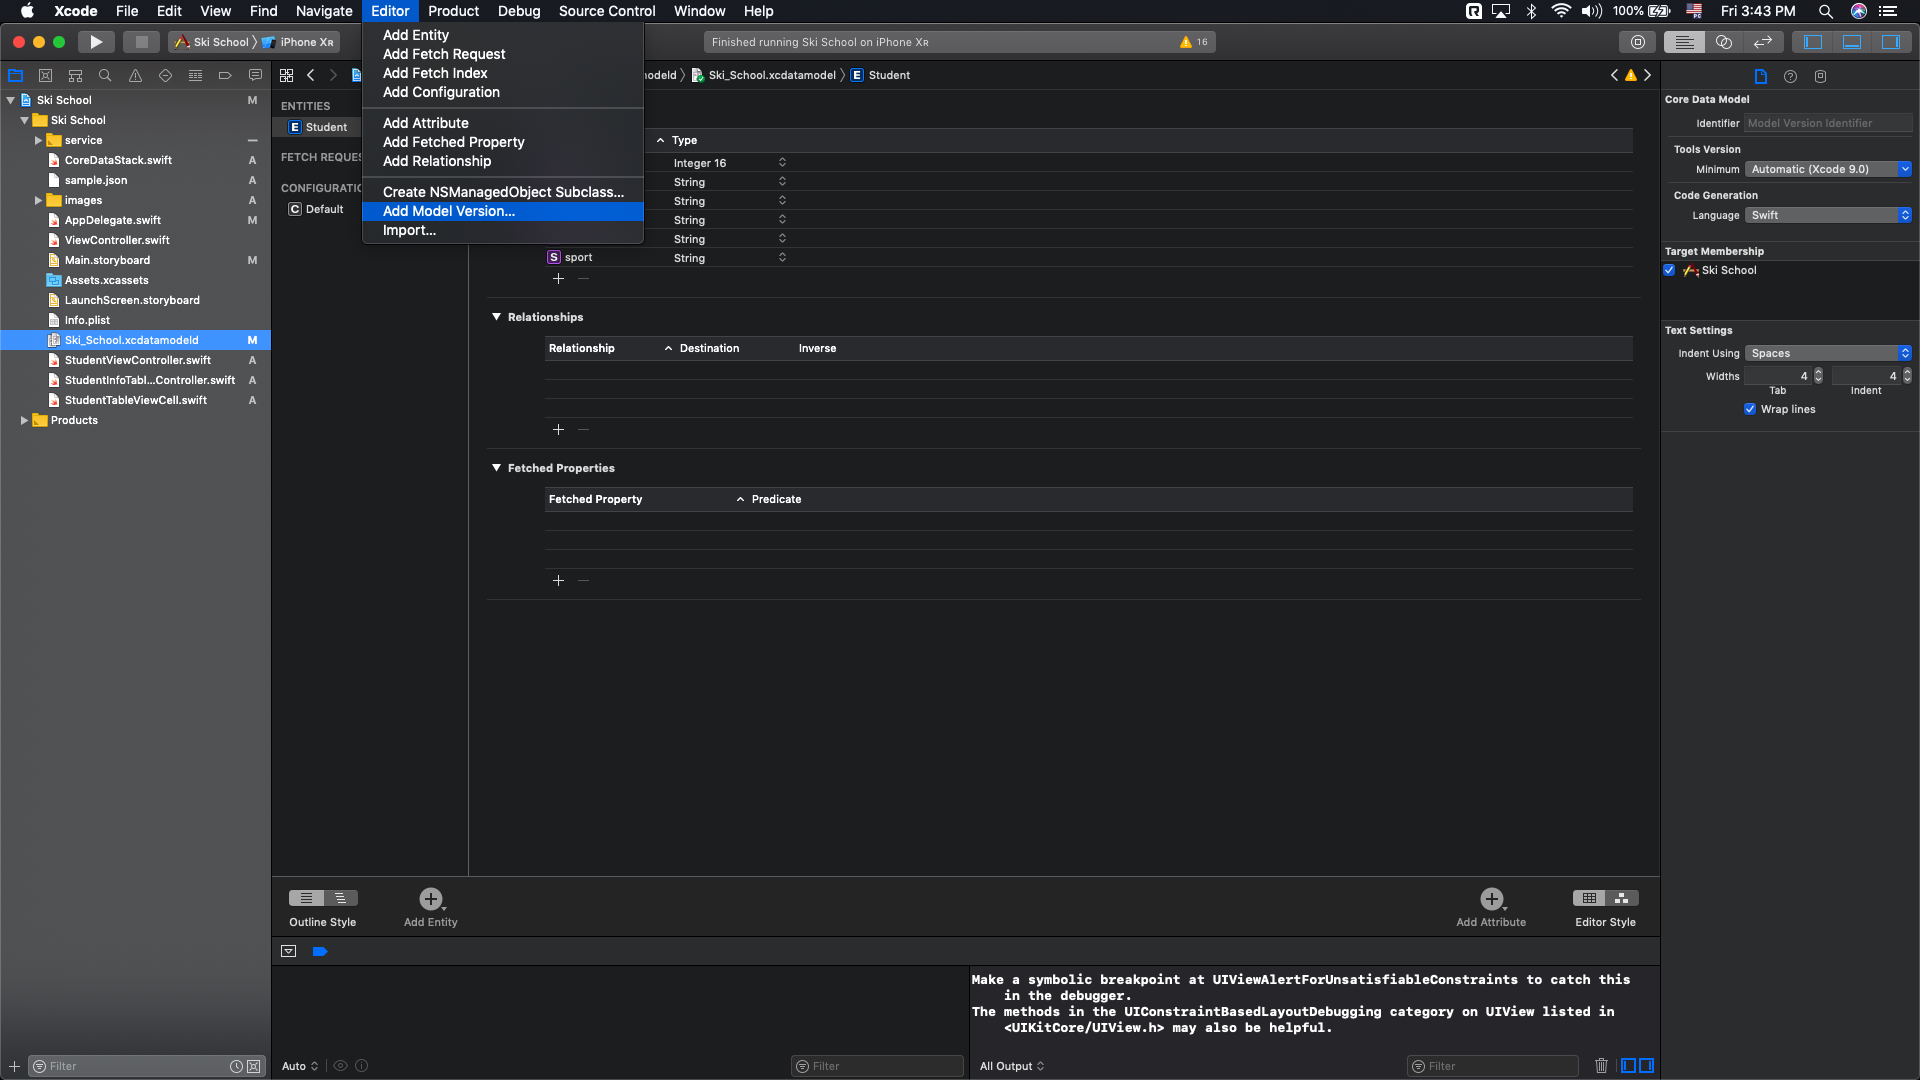 Xcode File Edit View Find Navigate Editor Product Debug Source Control Window Help 100% Fri 3:43 PM
Ski School iPhone XR Finished running Ski School on iPhone XR 16
Add Entity
Add Fetch Request
Add Fetch Index
Add Configuration
Add Attribute
Add Fetched Property
Add Relationship
Create NSManagedObject Subclass...
Add Model Version...
Import...
Ski_School.xcdatamodel E Student
Ski School M
Ski School
service
CoreDataStack.swift A
sample.json A
images A
AppDelegate.swift M
ViewController.swift
Main.storyboard M
Assets.xcassets
LaunchScreen.storyboard
Info.plist
Ski_School.xcdatamodeld M
StudentViewController.swift A
StudentInfoTabl...Controller.swift A
StudentTableViewCell.swift A
Products
ENTITIES
E Student
C Default
Type
Integer 16
String
String
String
String
S sport String
Relationships
Relationship Destination Inverse
Fetched Properties
Fetched Property Predicate
Core Data Model
Identifier Model Version Identifier
Tools Version
Minimum Automatic (Xcode 9.0)
Code Generation
Language Swift
Target Membership
Ski School
Text Settings
Indent Using Spaces
Widths 4 4
Tab Indent
Wrap lines
Outline Style Add Entity Add Attribute Editor Style
Make a symbolic breakpoint at UIViewAlertForUnsatisfiableConstraints to catch this
in the debugger.
The methods in the UIConstraintBasedLayoutDebugging category on UIView listed in
<UIKitCore/UIView.h> may also be helpful.
Filter Auto Filter All Output Filter